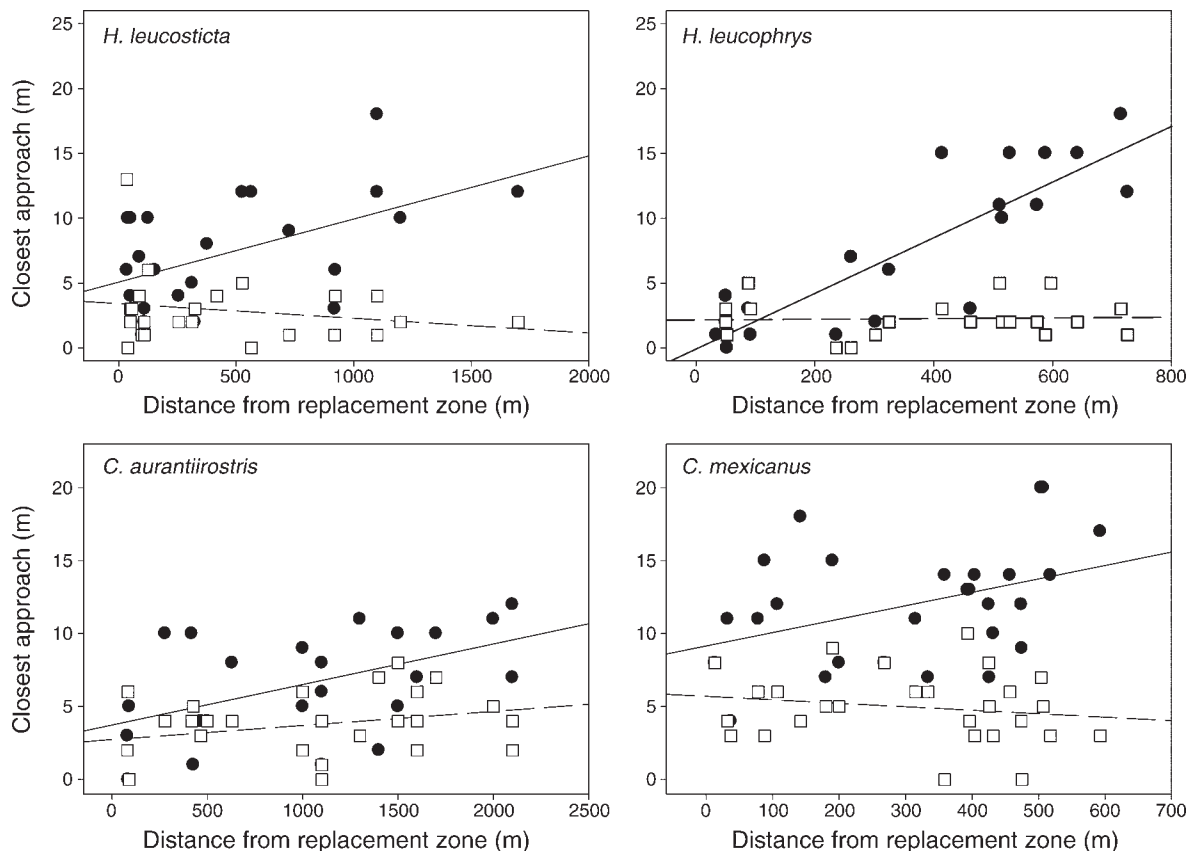 H. leucosticta
Closest approach (m)
25
20
15
10
5
0
0 500 1000 1500 2000
Distance from replacement zone (m)
H. leucophrys
25
20
15
10
5
0
0 200 400 600 800
Distance from replacement zone (m)
C. aurantiirostris
Closest approach (m)
20
15
10
5
0
0 500 1000 1500 2000 2500
Distance from replacement zone (m)
C. mexicanus
20
15
10
5
0
0 100 200 300 400 500 600 700
Distance from replacement zone (m)